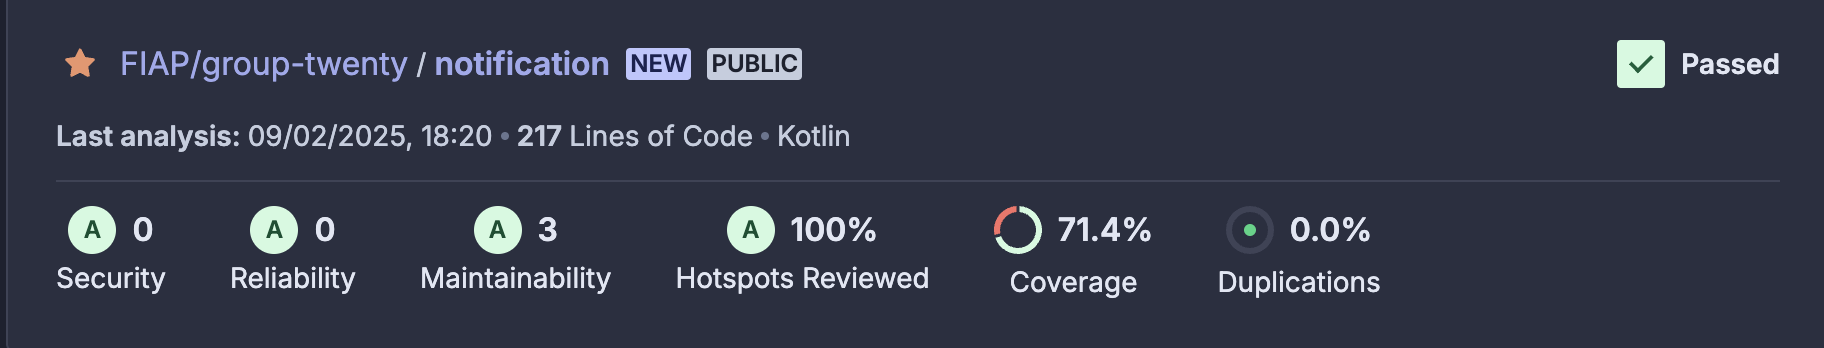 FIAP/group-twenty / notification NEW PUBLIC Passed
Last analysis: 09/02/2025, 18:20 • 217 Lines of Code • Kotlin
A 0 A 0 A 3 A 100% 71.4% 0.0%
Security Reliability Maintainability Hotspots Reviewed Coverage Duplications